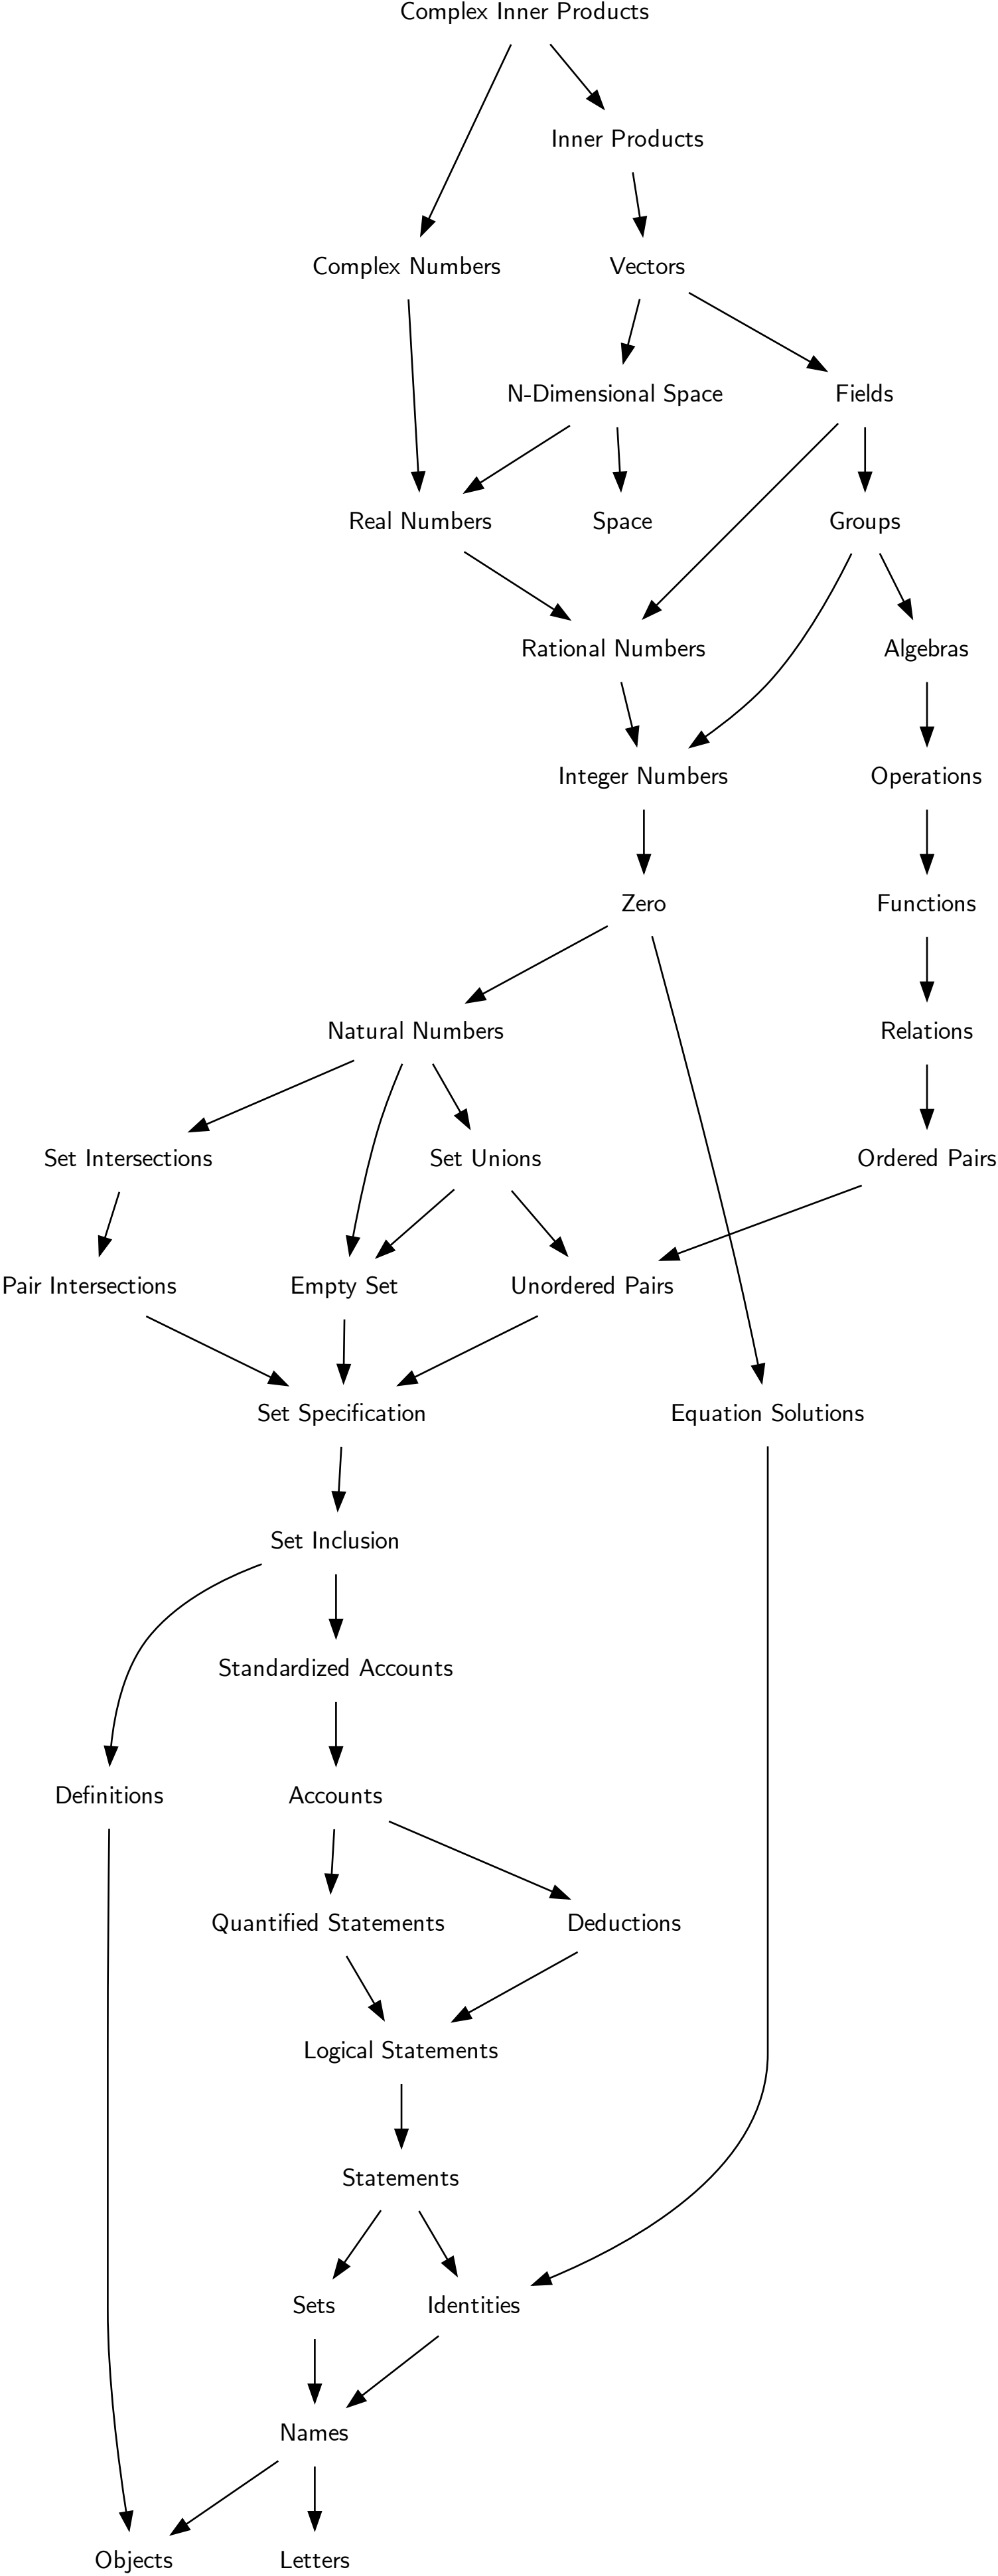 Complex Inner Products
Inner Products
Complex Numbers
Vectors
N-Dimensional Space
Fields
Real Numbers
Space
Groups
Rational Numbers
Algebras
Integer Numbers
Operations
Zero
Functions
Natural Numbers
Relations
Set Intersections
Set Unions
Ordered Pairs
Pair Intersections
Empty Set
Unordered Pairs
Set Specification
Equation Solutions
Set Inclusion
Standardized Accounts
Definitions
Accounts
Quantified Statements
Deductions
Logical Statements
Statements
Sets
Identities
Names
Objects
Letters